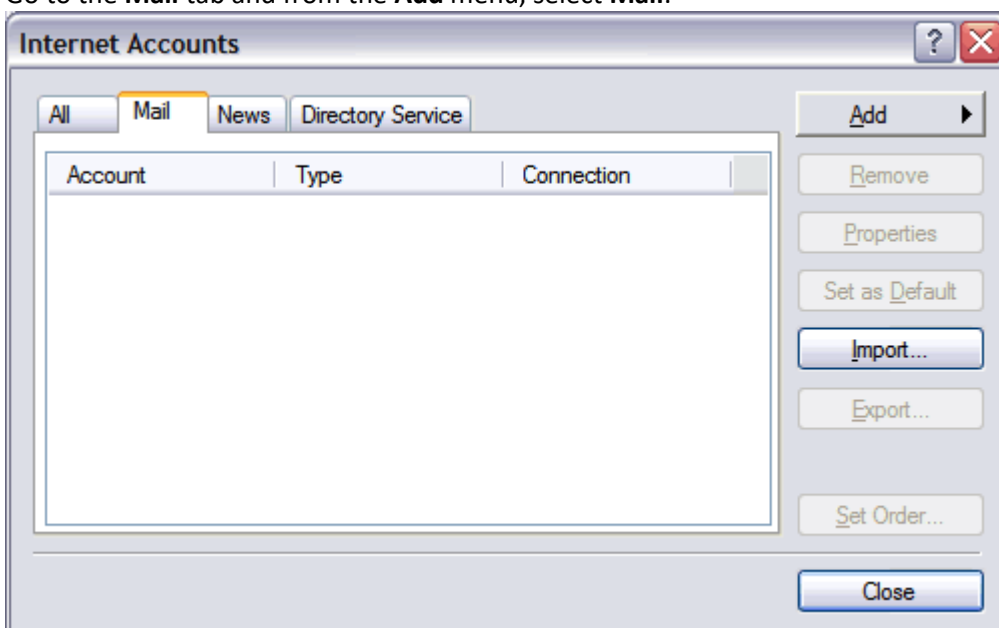 Go to the Mail tab and from the Add menu, select Mail.
Internet Accounts
All Mail News Directory Service
Add
Account Type Connection
Remove
Properties
Set as Default
Import...
Export...
Set Order...
Close